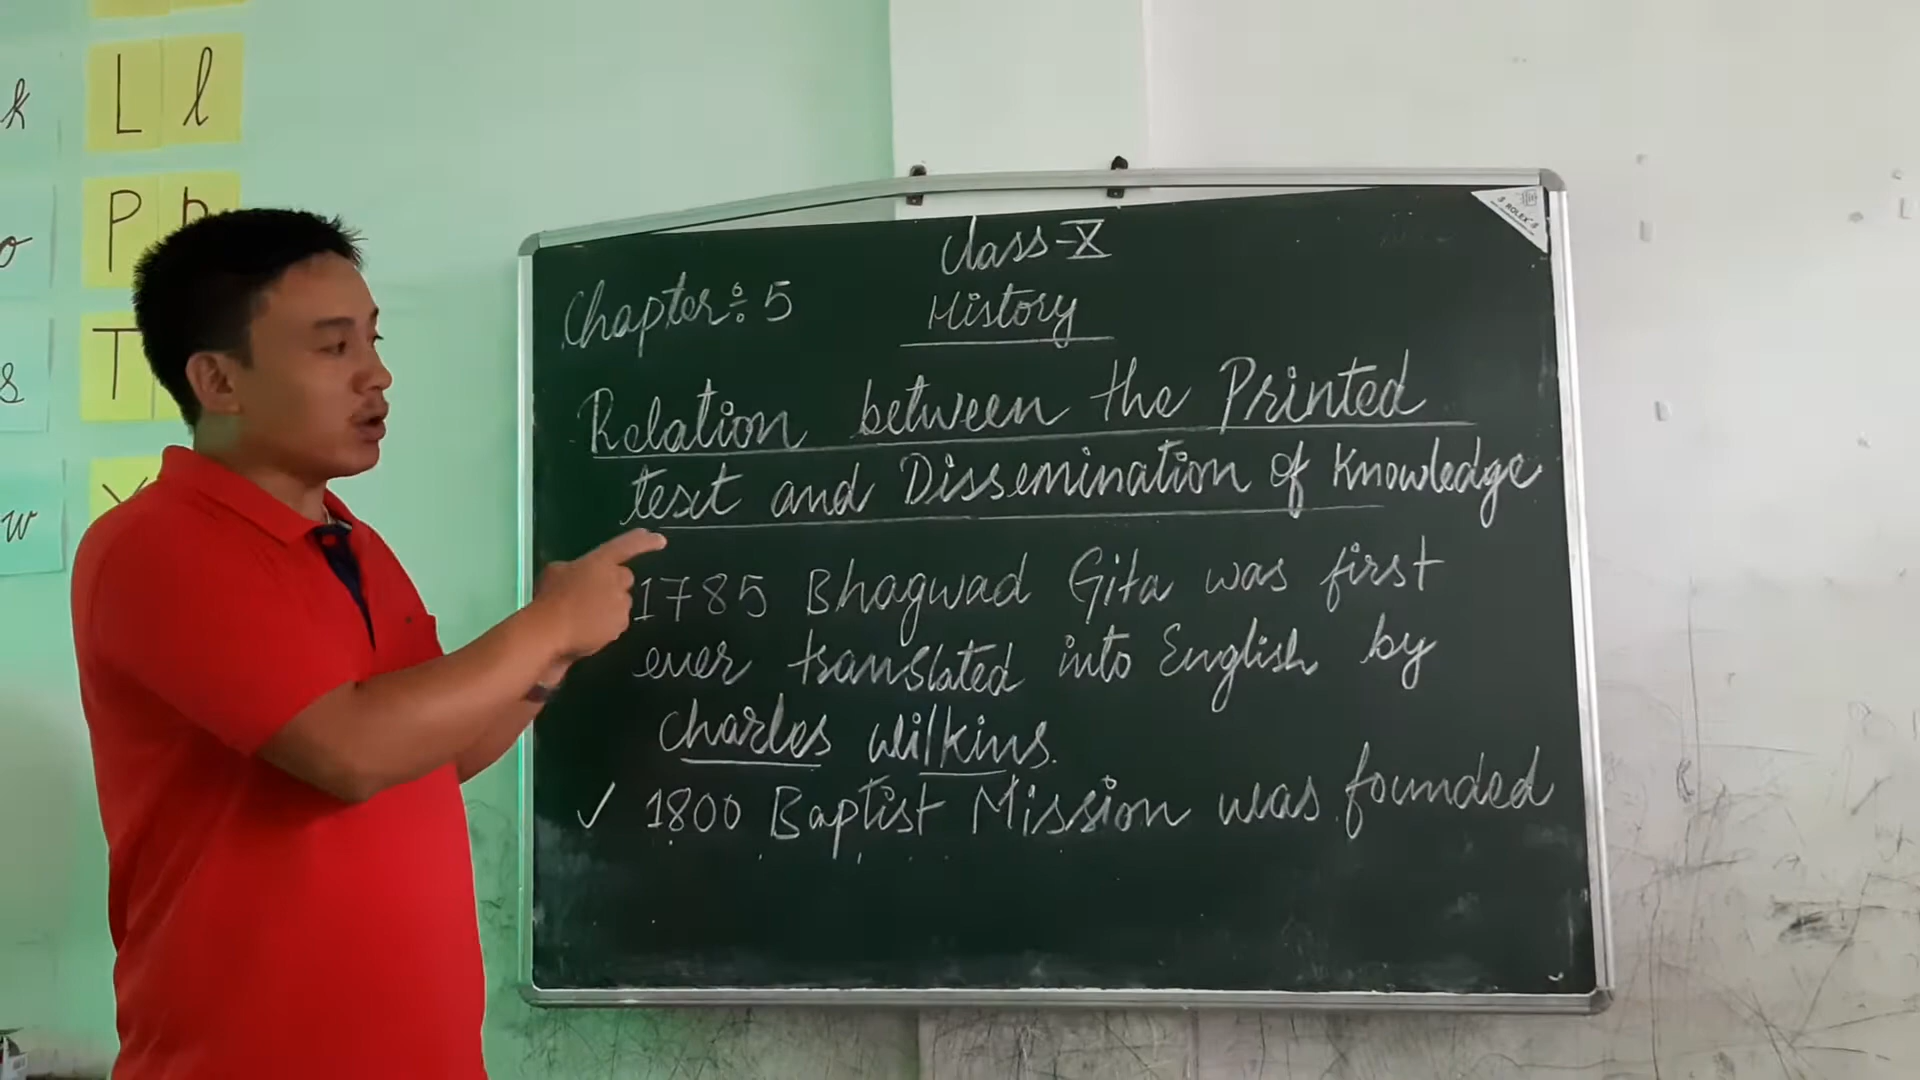 Class-X
Chapter: 5
History
Relation between the Printed
text and Dissemination of Knowledge
1785 Bhagwad Gita was first
ever translated into English by
Charles Wilkins.
✓ 1800 Baptist Mission was founded
k
L l
o
P
s
T
w
ROLEX